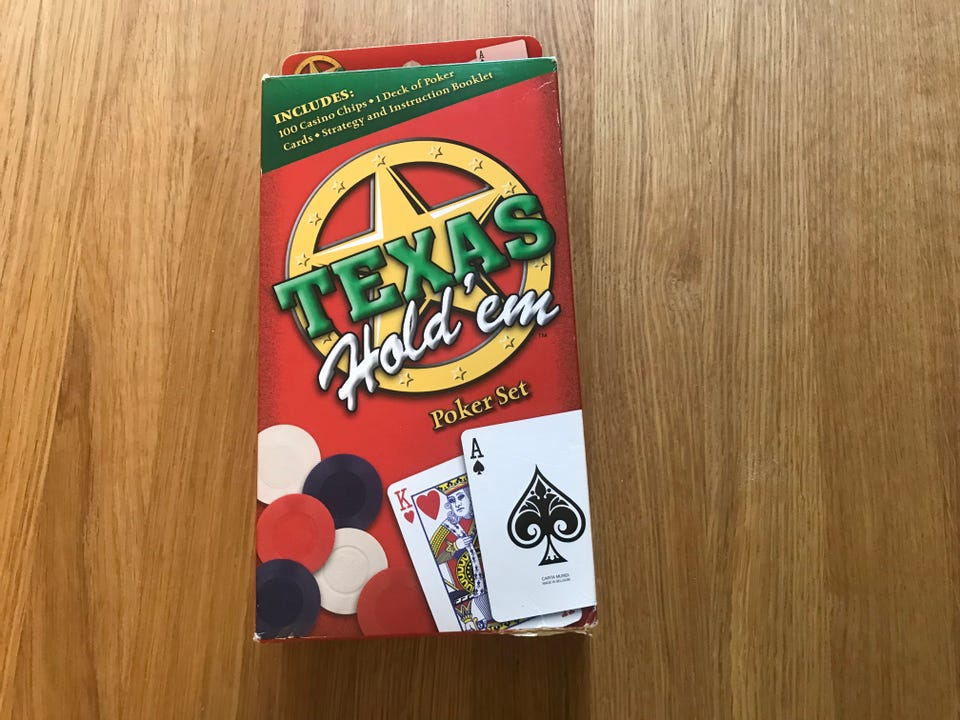 INCLUDES:
100 Casino Chips • 1 Deck of Poker
Cards • Strategy and Instruction Booklet
TEXAS
Hold'em
TM
Poker Set
A
K
CARTA MUNDI
MADE IN BELGIUM